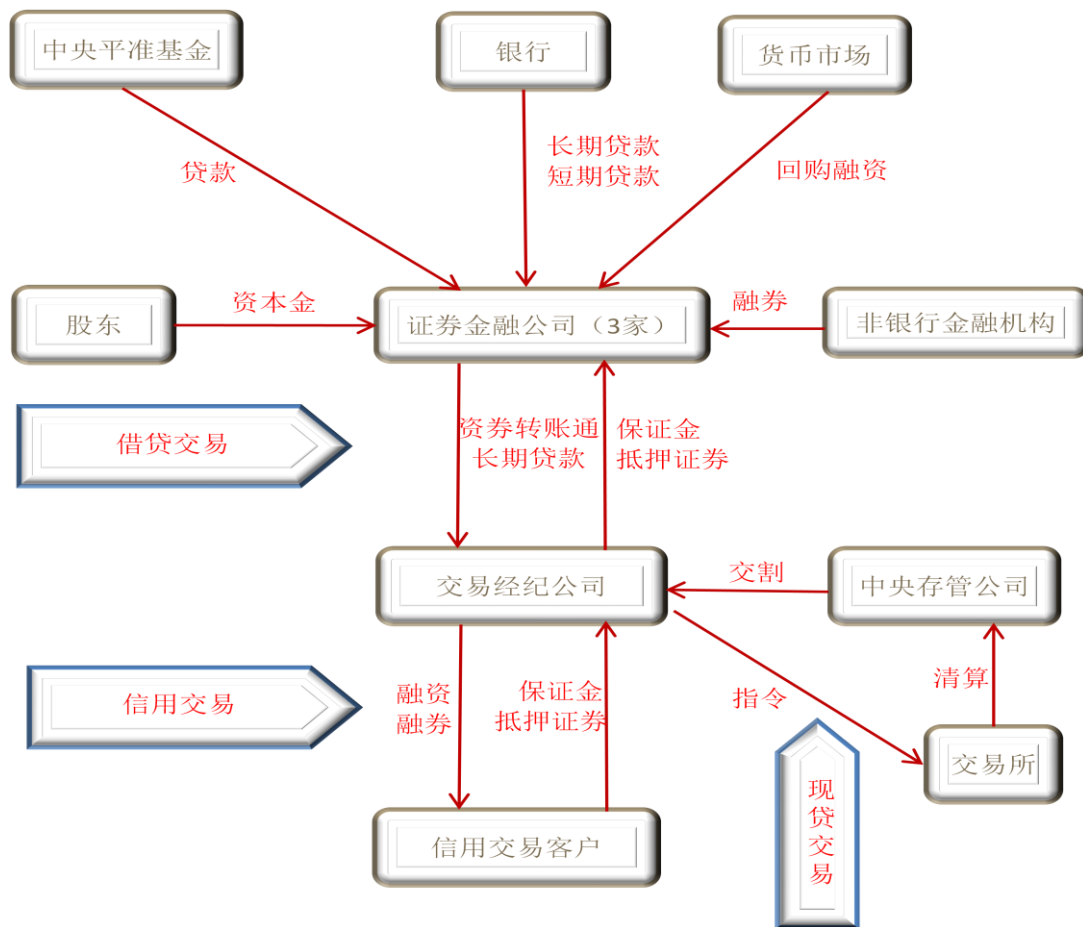 中央平准基金
银行
货币市场
贷款
长期贷款
短期贷款
回购融资
股东
资本金
证券金融公司（3家）
融券
非银行金融机构
借贷交易
资券转账通
长期贷款
保证金
抵押证券
交易经纪公司
交割
中央存管公司
信用交易
融资
融券
保证金
抵押证券
指令
清算
交易所
现贷交易
信用交易客户